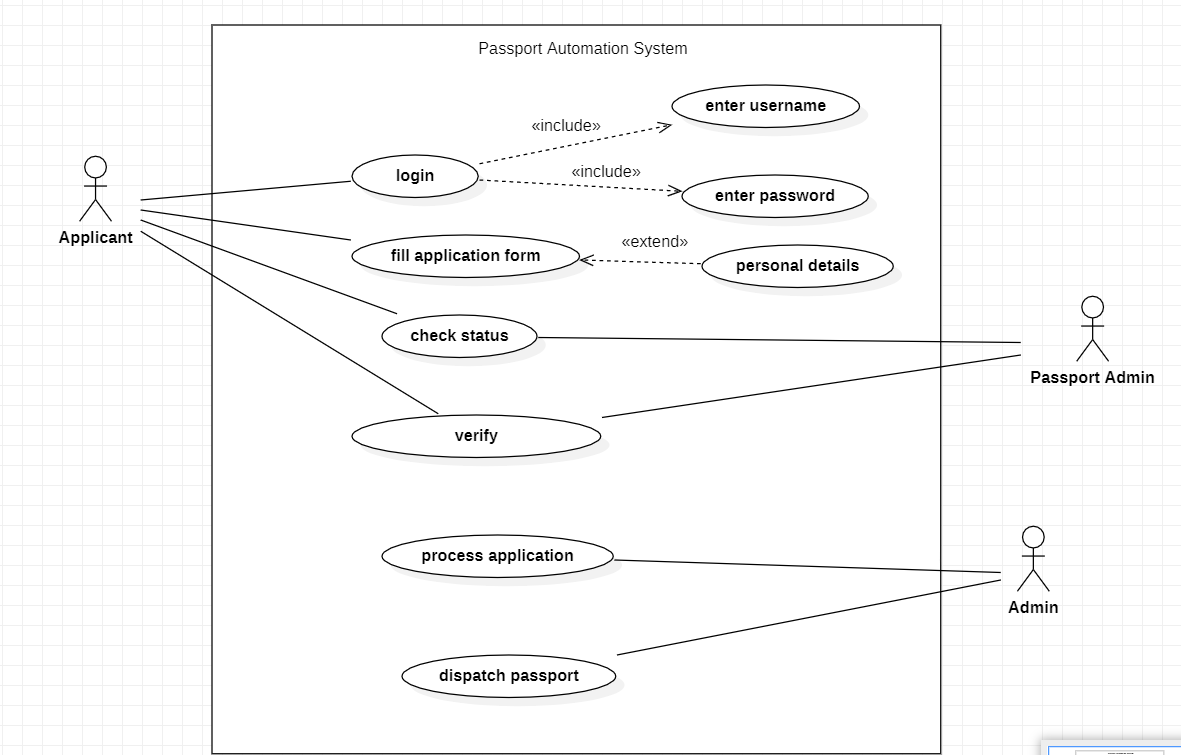 Passport Automation System
enter username
«include»
login
«include»
enter password
Applicant
«extend»
fill application form
personal details
check status
Passport Admin
verify
process application
Admin
dispatch passport